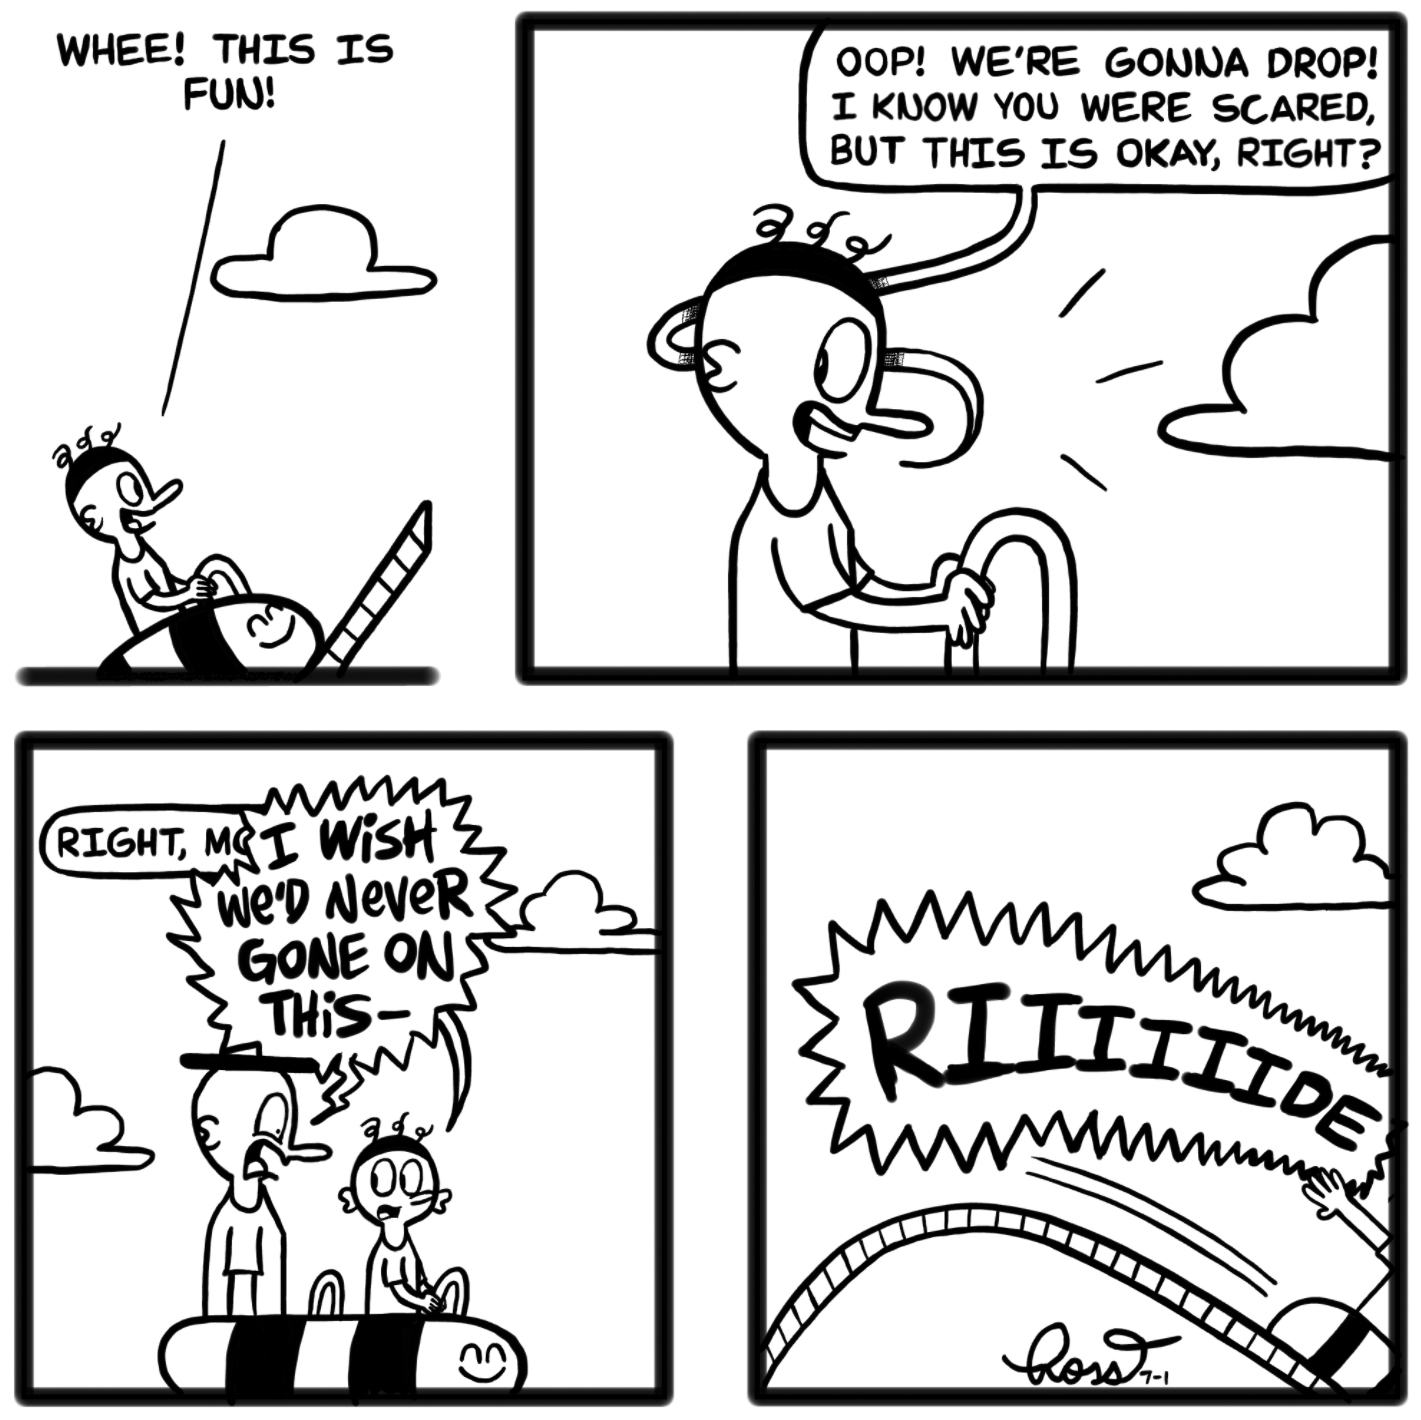 WHEE! THIS IS
FUN!
OOP! WE'RE GONNA DROP!
I KNOW YOU WERE SCARED,
BUT THIS IS OKAY, RIGHT?
RIGHT, MO
I WiSH
We'D NeVeR
GONE ON
THiS—
RIIIIIIDE
Ross 7-1